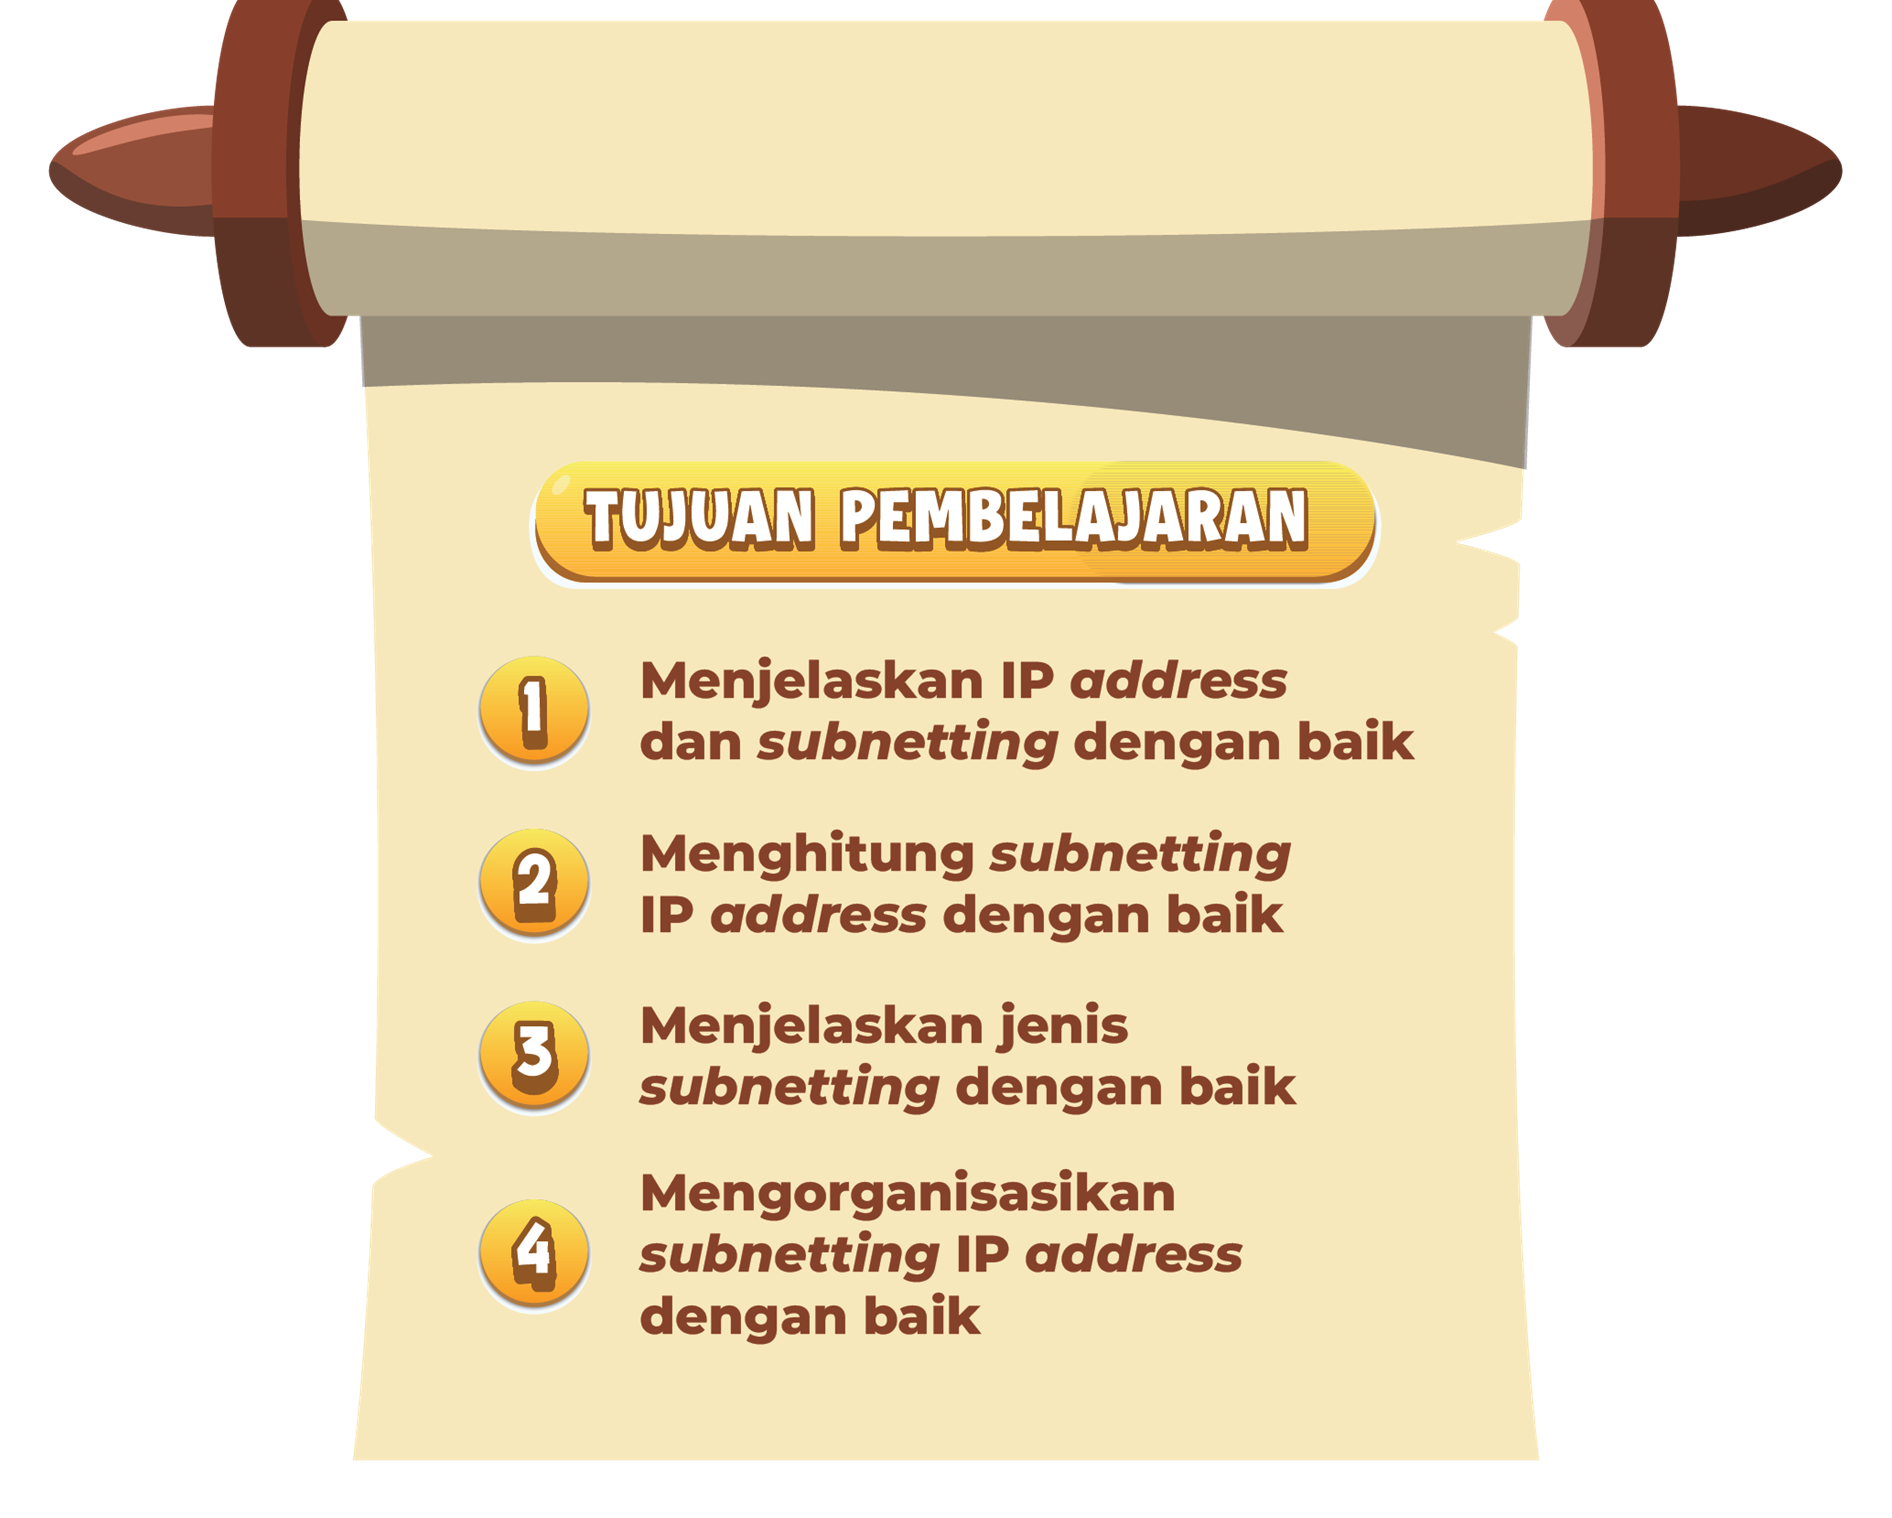 TUJUAN PEMBELAJARAN
1
Menjelaskan IP address
dan subnetting dengan baik
2
Menghitung subnetting
IP address dengan baik
3
Menjelaskan jenis
subnetting dengan baik
4
Mengorganisasikan
subnetting IP address
dengan baik